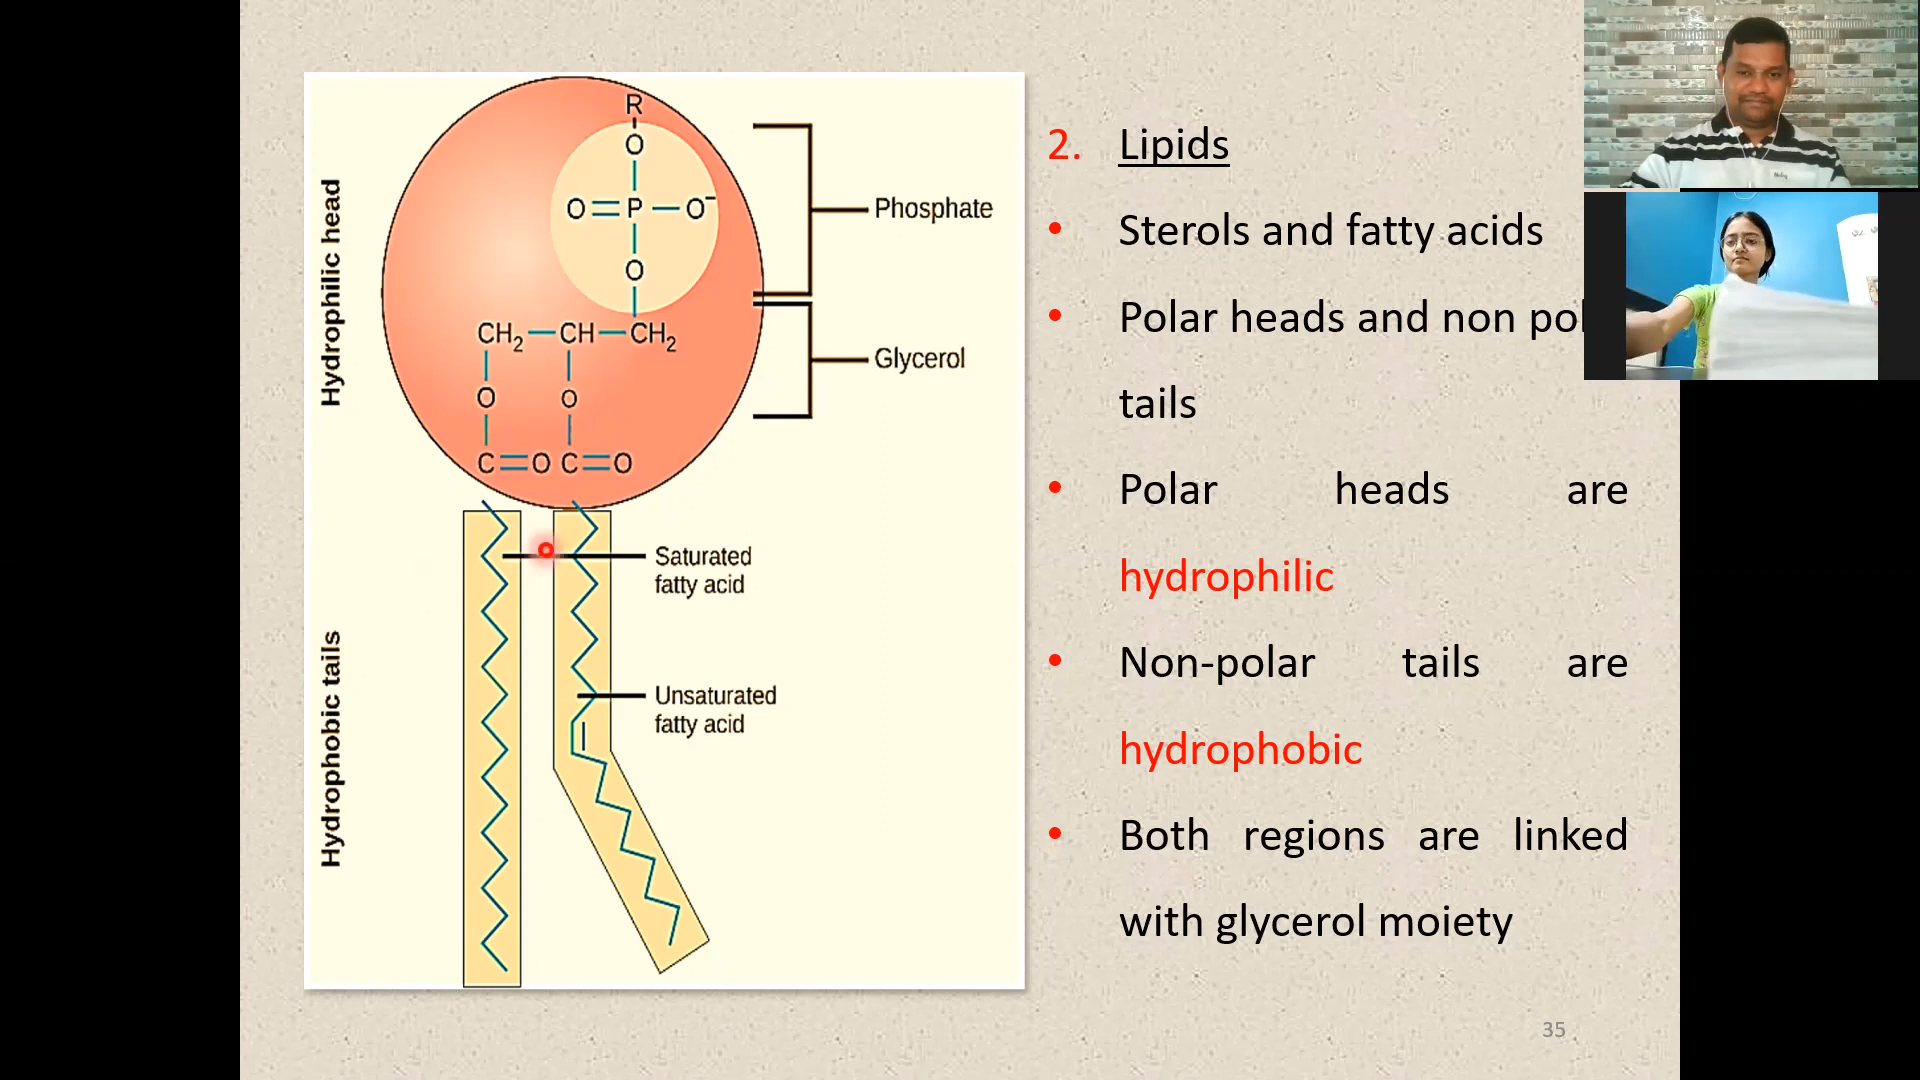 Hydrophilic head
Hydrophobic tails
R
O
O=P—O⁻
O
CH₂—CH—CH₂
O O
C=O C=O
Phosphate
Glycerol
Saturated
fatty acid
Unsaturated
fatty acid
2. Lipids
• Sterols and fatty acids
• Polar heads and non pol
tails
• Polar heads are
hydrophilic
• Non-polar tails are
hydrophobic
• Both regions are linked
with glycerol moiety
35